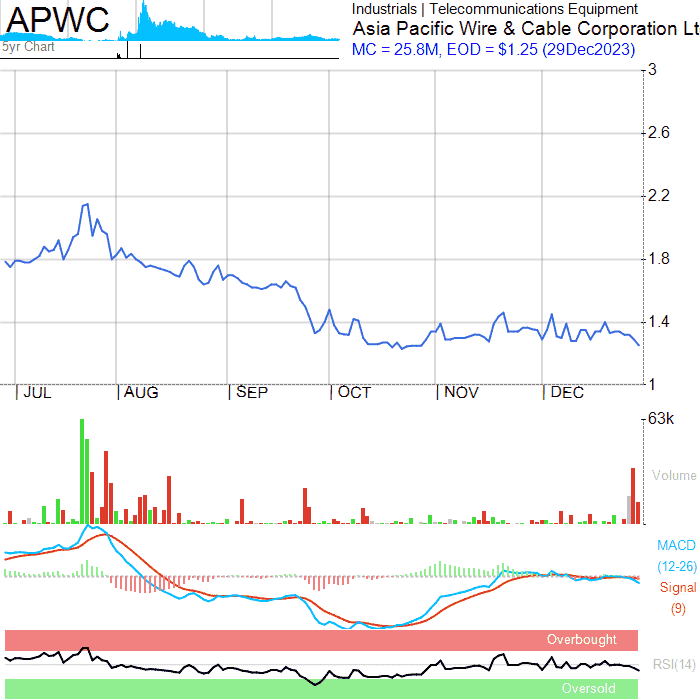 APWC
5yr Chart
Industrials | Telecommunications Equipment
Asia Pacific Wire & Cable Corporation Lt
MC = 25.8M, EOD = $1.25 (29Dec2023)
3
2.6
2.2
1.8
1.4
1
JUL AUG SEP OCT NOV DEC
63k
Volume
MACD
(12-26)
Signal
(9)
Overbought
RSI(14)
Oversold